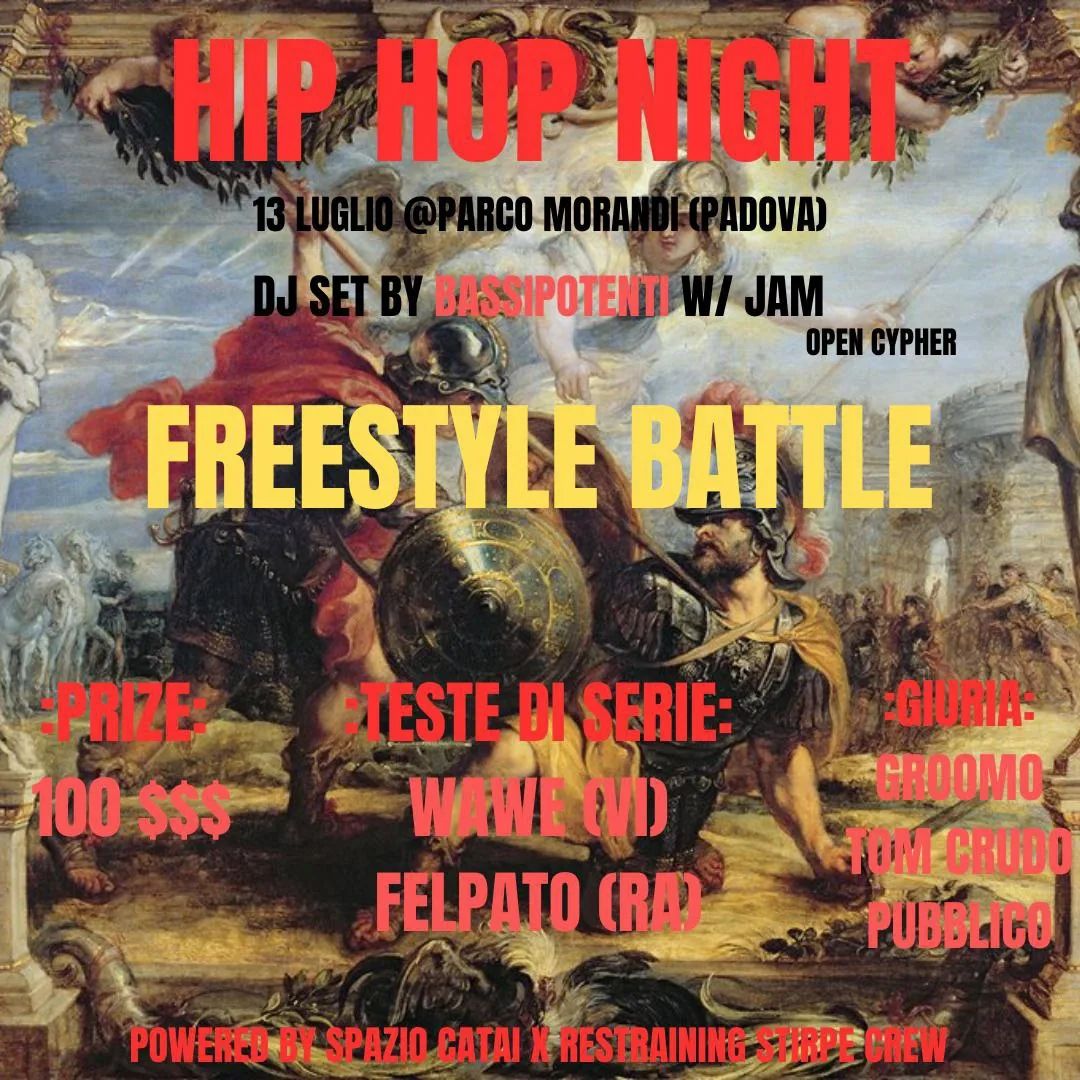 HIP HOP NIGHT
13 LUGLIO @PARCO MORANDI (PADOVA)
DJ SET BY BASSIPOTENTI W/ JAM
OPEN CYPHER
FREESTYLE BATTLE
:PRIZE:
100 $$$
:TESTE DI SERIE:
WAWE (VI)
FELPATO (RA)
:GIURIA:
GROOMO
TOM CRUDO
PUBBLICO
POWERED BY SPAZIO CATAI X RESTRAINING STIRPE CREW